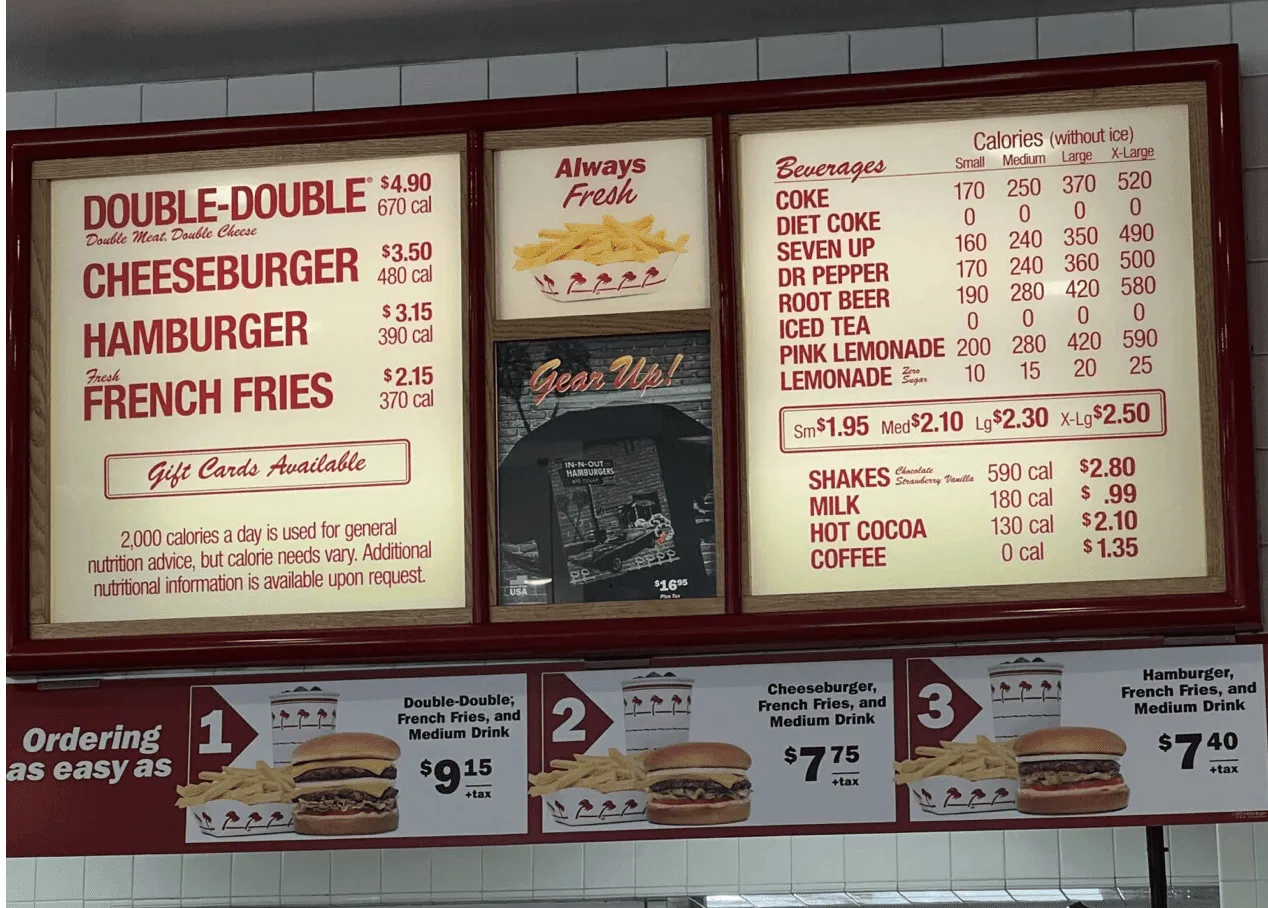 DOUBLE-DOUBLE® $4.90
Double Meat, Double Cheese 670 cal
CHEESEBURGER $3.50
480 cal
HAMBURGER $3.15
390 cal
Fresh
FRENCH FRIES $2.15
370 cal
Gift Cards Available
2,000 calories a day is used for general
nutrition advice, but calorie needs vary. Additional
nutritional information is available upon request.
Always
Fresh
Gear Up!
IN-N-OUT
HAMBURGERS
USA
$1695
Plus Tax
Calories (without ice)
Beverages Small Medium Large X-Large
COKE 170 250 370 520
DIET COKE 0 0 0 0
SEVEN UP 160 240 350 490
DR PEPPER 170 240 360 500
ROOT BEER 190 280 420 580
ICED TEA 0 0 0 0
PINK LEMONADE 200 280 420 590
LEMONADE Zero Sugar 10 15 20 25
Sm$1.95 Med$2.10 Lg$2.30 X-Lg$2.50
SHAKES Chocolate Strawberry Vanilla 590 cal $2.80
MILK 180 cal $ .99
HOT COCOA 130 cal $2.10
COFFEE 0 cal $1.35
Ordering
as easy as
1
Double-Double,
French Fries, and
Medium Drink
$9 15
+tax
2
Cheeseburger,
French Fries, and
Medium Drink
$7 75
+tax
3
Hamburger,
French Fries, and
Medium Drink
$7 40
+tax